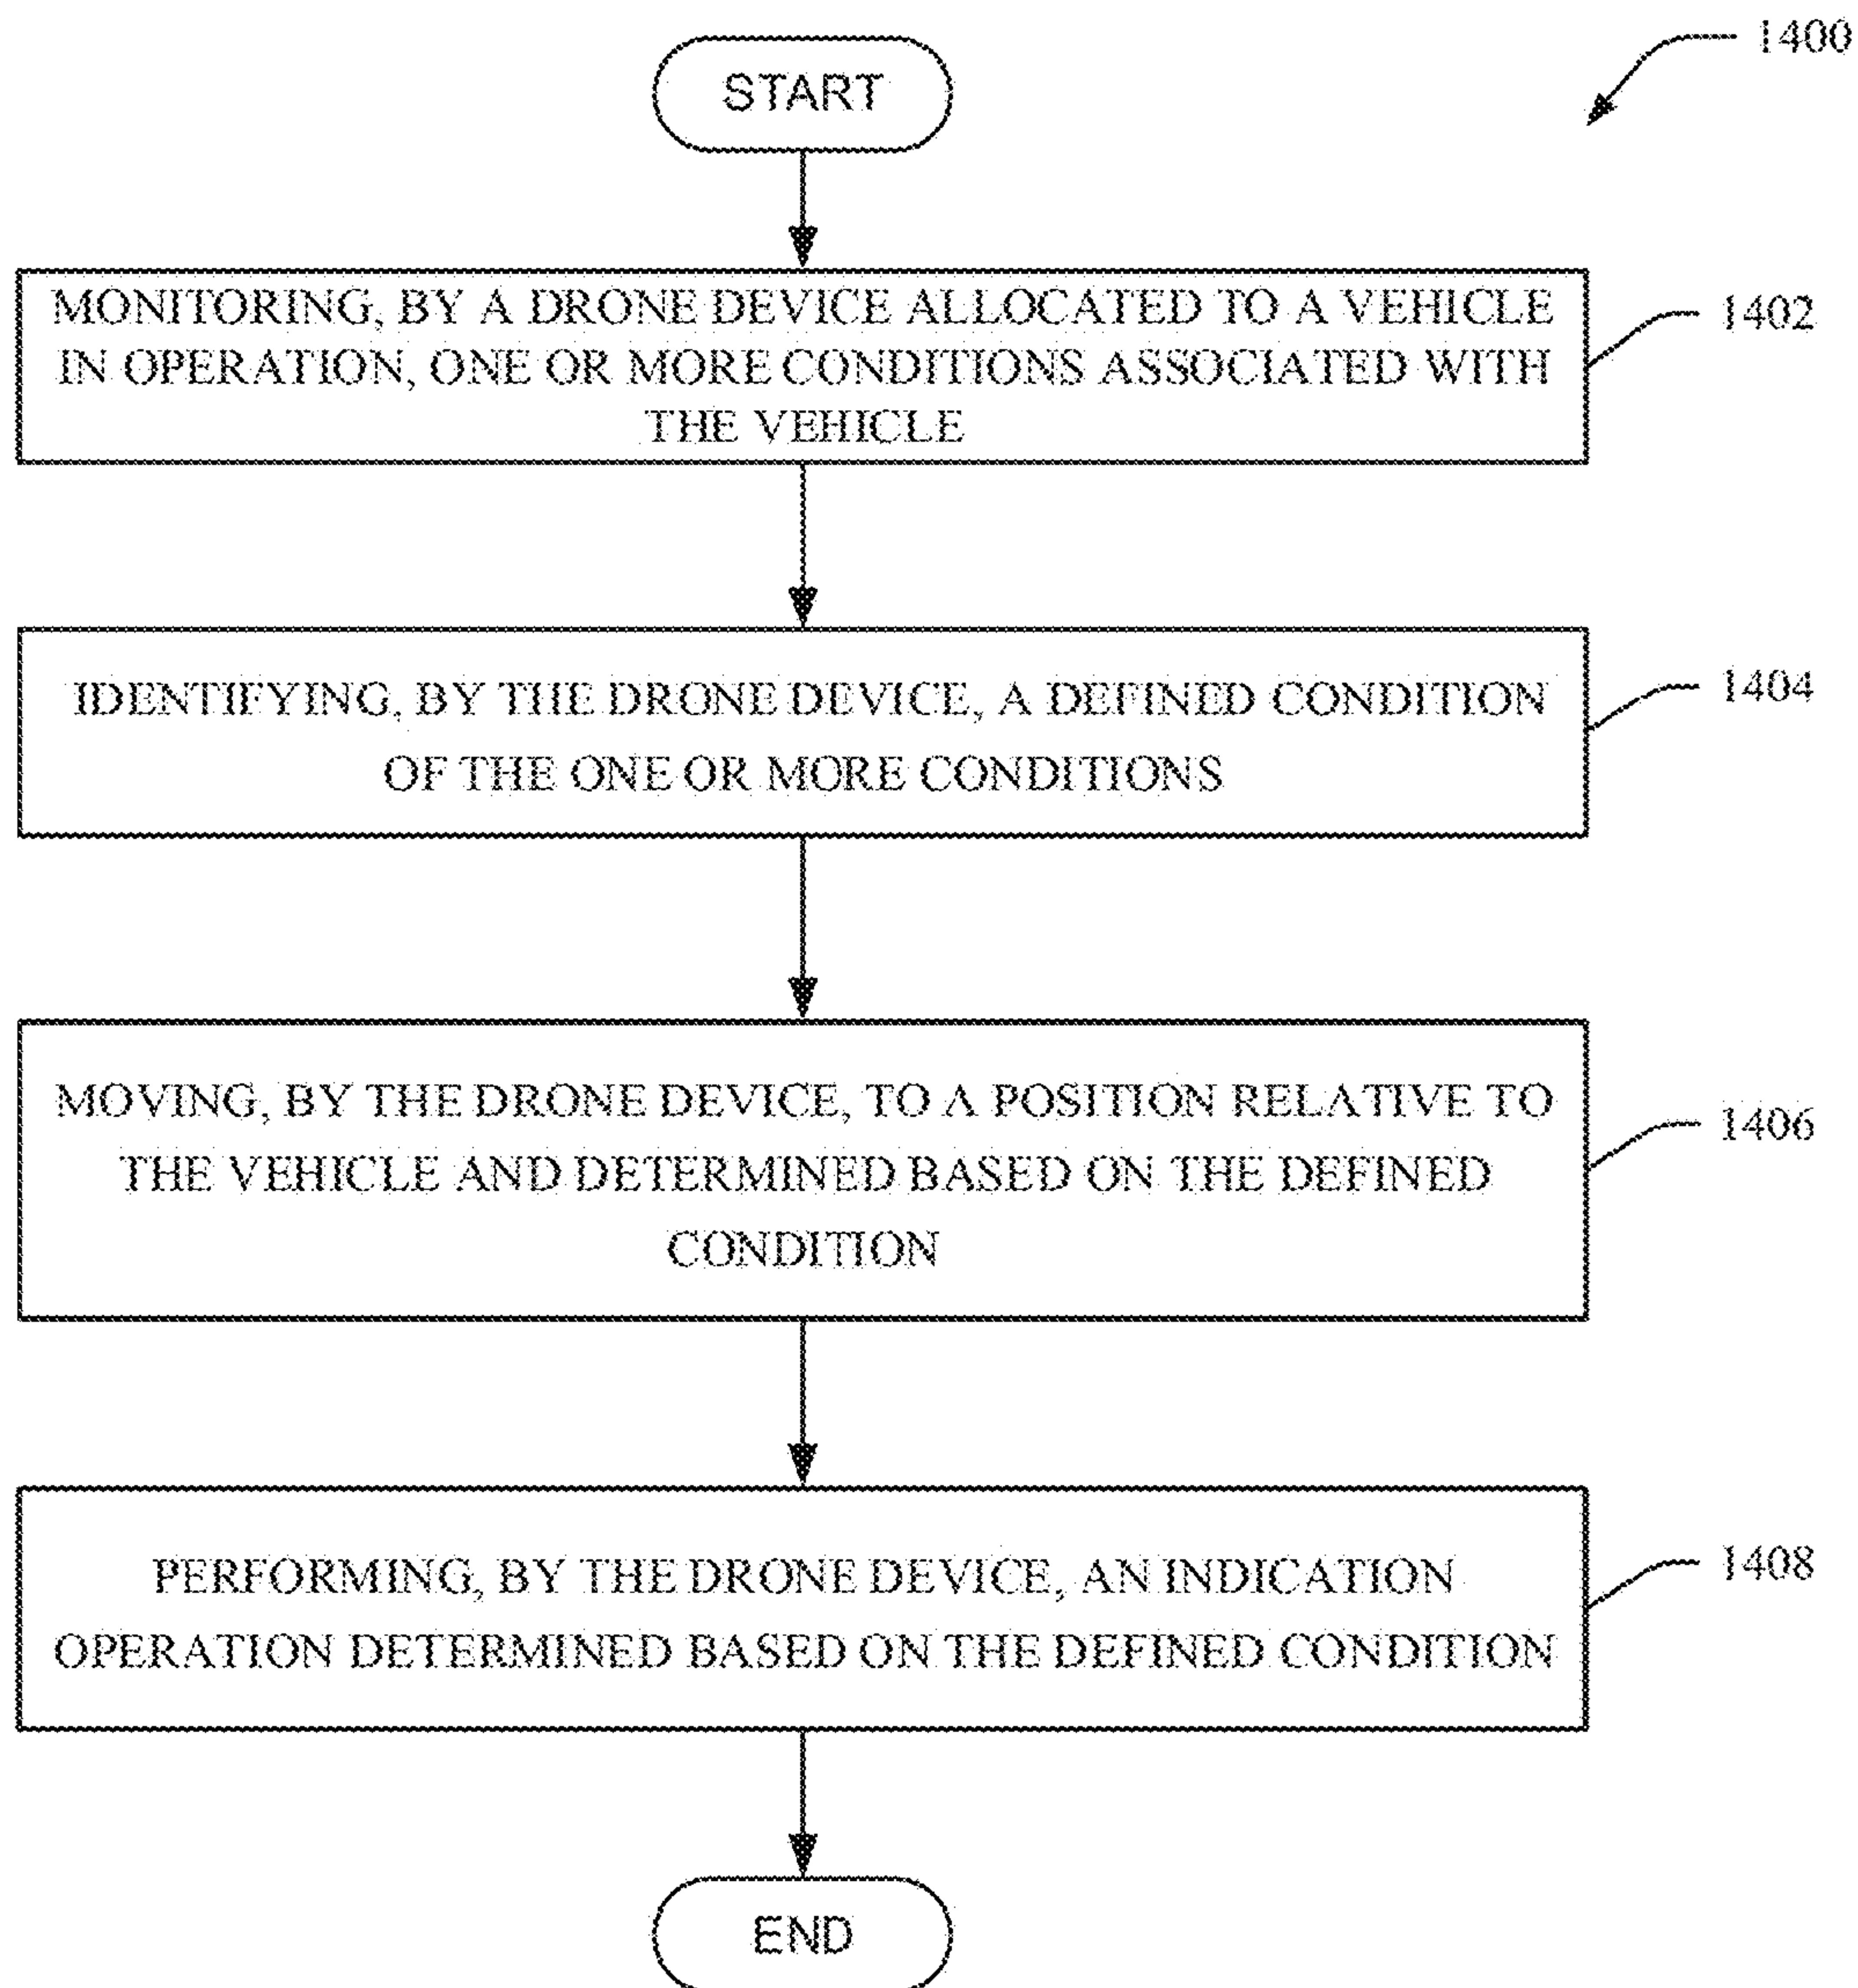 1400
START
MONITORING, BY A DRONE DEVICE ALLOCATED TO A VEHICLE
IN OPERATION, ONE OR MORE CONDITIONS ASSOCIATED WITH
THE VEHICLE
1402
IDENTIFYING, BY THE DRONE DEVICE, A DEFINED CONDITION
OF THE ONE OR MORE CONDITIONS
1404
MOVING, BY THE DRONE DEVICE, TO A POSITION RELATIVE TO
THE VEHICLE AND DETERMINED BASED ON THE DEFINED
CONDITION
1406
PERFORMING, BY THE DRONE DEVICE, AN INDICATION
OPERATION DETERMINED BASED ON THE DEFINED CONDITION
1408
END